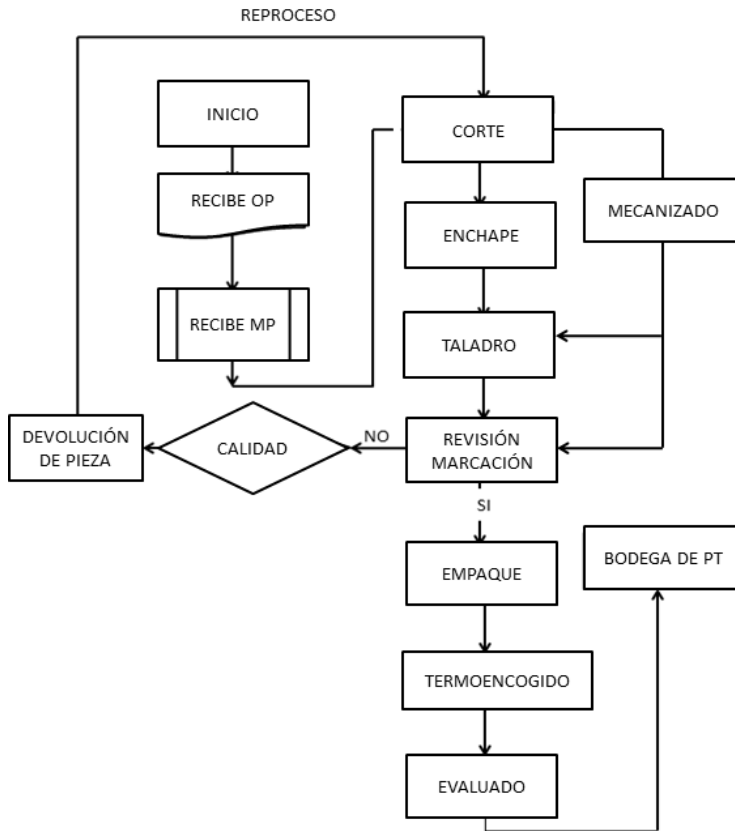 REPROCESO
INICIO
RECIBE OP
RECIBE MP
CORTE
MECANIZADO
ENCHAPE
TALADRO
REVISIÓN
MARCACIÓN
NO
CALIDAD
DEVOLUCIÓN
DE PIEZA
SI
EMPAQUE
BODEGA DE PT
TERMOENCOGIDO
EVALUADO